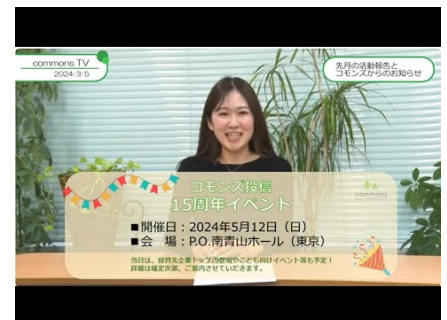 commons TV
2024/3/5
先月の活動報告と
コモンズからのお知らせ
コモンズ投信
15周年イベント
commons
■開催日：2024年5月12日（日）
■会　場：P.O.南青山ホール（東京）
当日は、投資先企業トップの登壇やこども向けイベント等も予定！
詳細は確定次第、ご案内させていただきます。